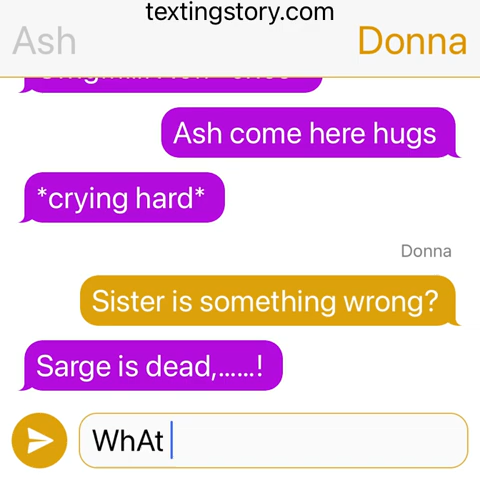 textingstory.com
Ash
Donna
Ash come here hugs
*crying hard*
Donna
Sister is something wrong?
Sarge is dead,......!
WhAt